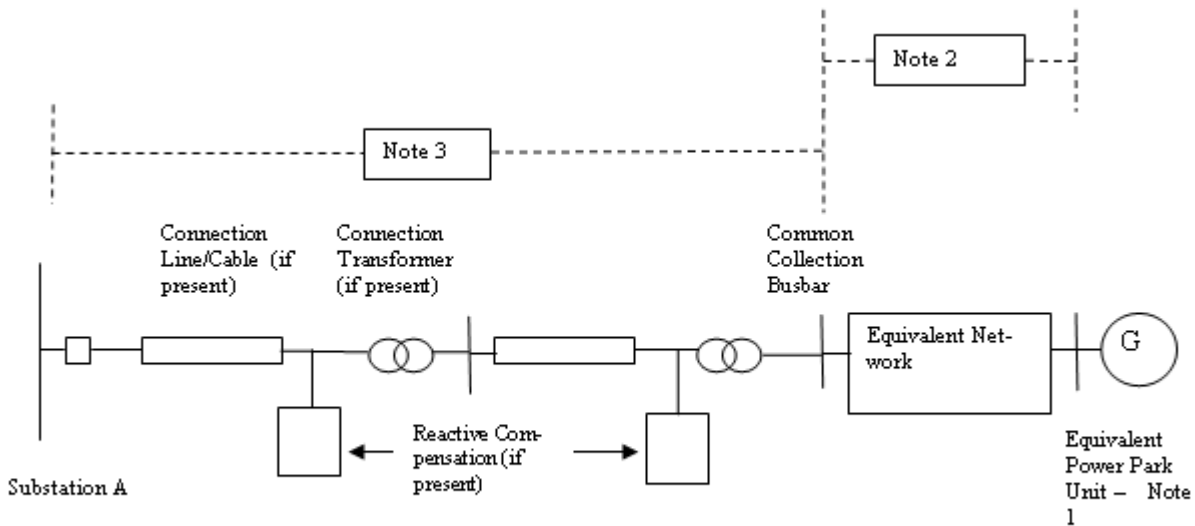 Note 2
Note 3
Connection
Line/Cable (if
present)
Connection
Transformer
(if present)
Common
Collection
Busbar
Equivalent Net-
work
G
Reactive Com-
pensation (if
present)
Substation A
Equivalent
Power Park
Unit – Note
1